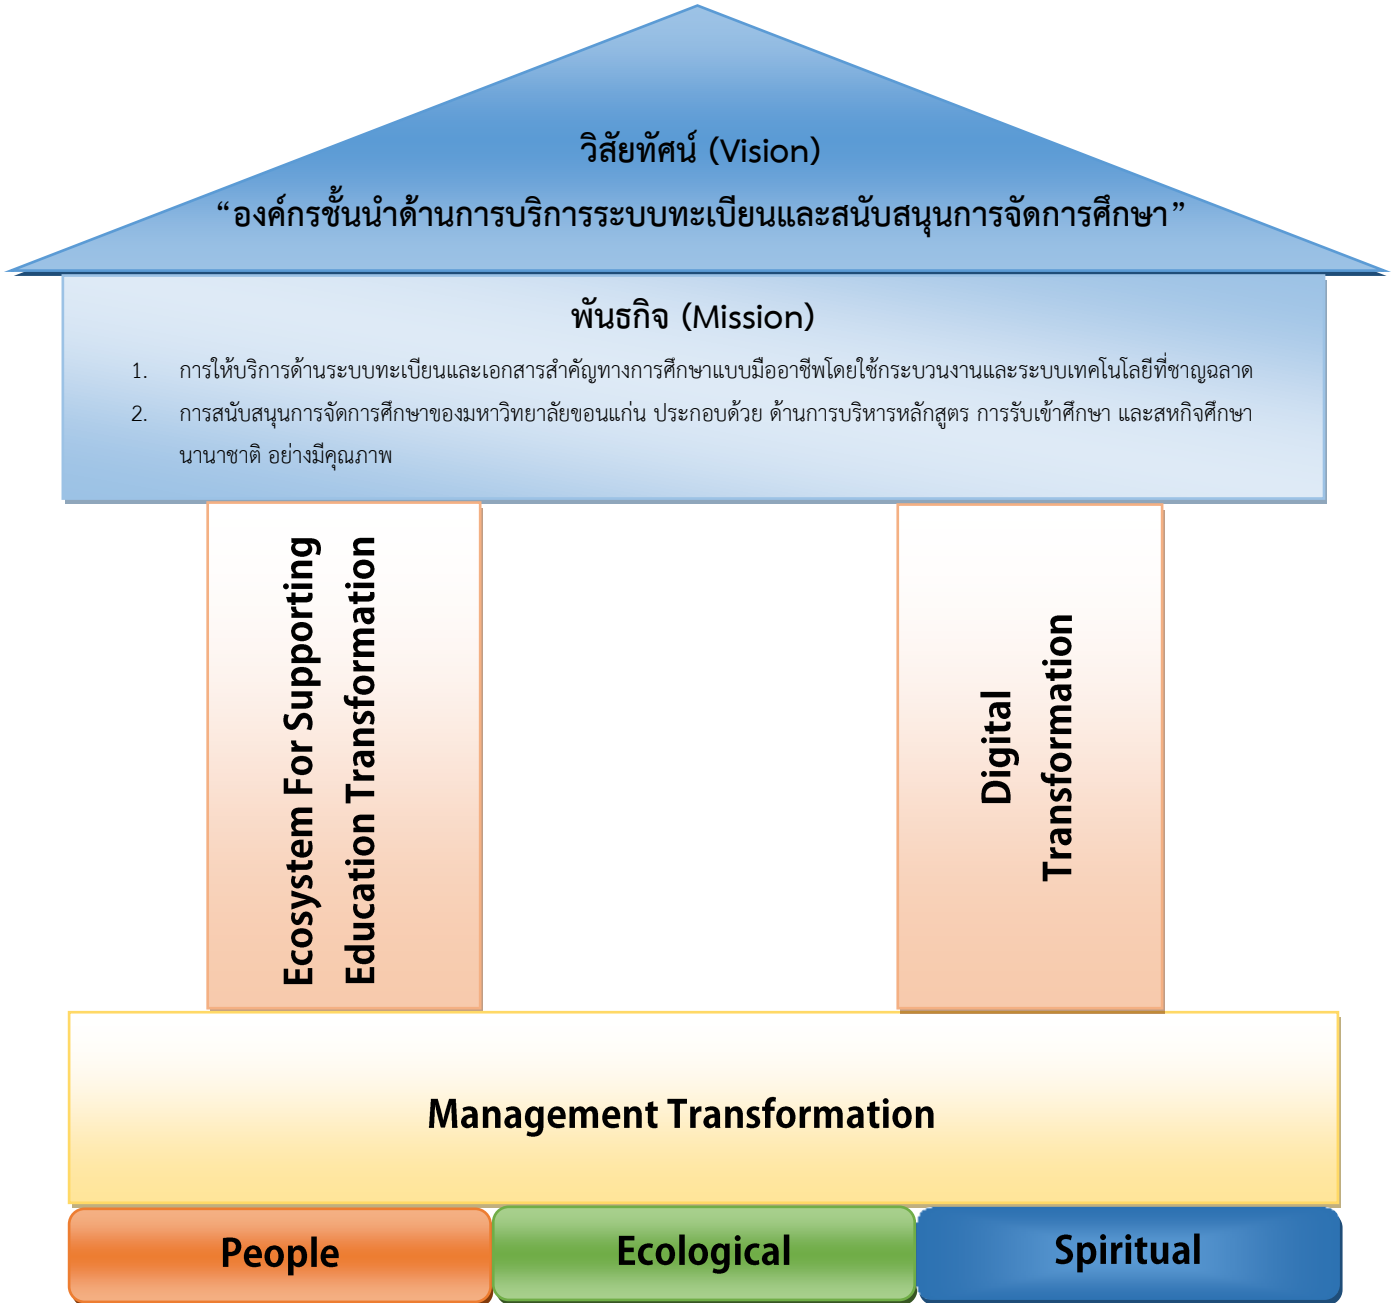 วิสัยทัศน์ (Vision)
“องค์กรชั้นนำด้านการบริการระบบทะเบียนและสนับสนุนการจัดการศึกษา”
พันธกิจ (Mission)
1. การให้บริการด้านระบบทะเบียนและเอกสารสำคัญทางการศึกษาแบบมืออาชีพโดยใช้กระบวนงานและระบบเทคโนโลยีที่ชาญฉลาด
2. การสนับสนุนการจัดการศึกษาของมหาวิทยาลัยขอนแก่น ประกอบด้วย ด้านการบริหารหลักสูตร การรับเข้าศึกษา และสหกิจศึกษา
นานาชาติ อย่างมีคุณภาพ
Ecosystem For Supporting
Education Transformation
Digital
Transformation
Management Transformation
People
Ecological
Spiritual